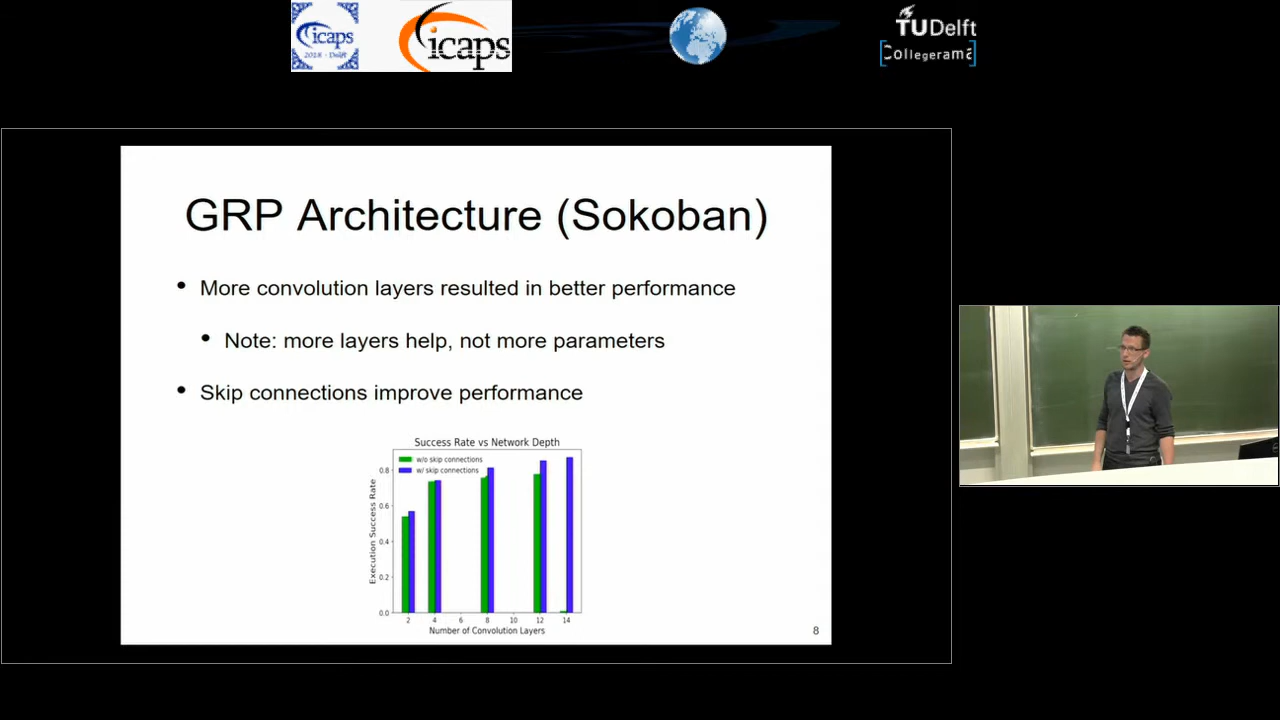 icaps
2018 - Delft
icaps
TUDelft
Collegerama
GRP Architecture (Sokoban)
• More convolution layers resulted in better performance
• Note: more layers help, not more parameters
• Skip connections improve performance
Success Rate vs Network Depth
w/o skip connections
w/ skip connections
Execution Success Rate
0.8
0.6
0.4
0.2
0.0
2 4 6 8 10 12 14
Number of Convolution Layers
8